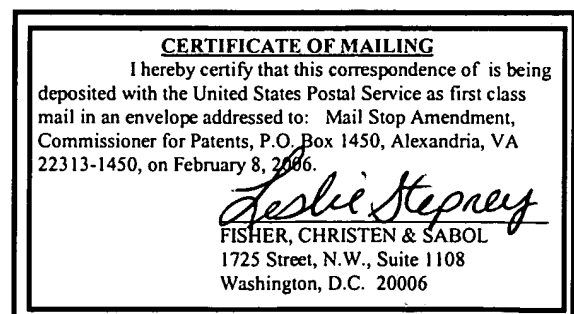 CERTIFICATE OF MAILING
I hereby certify that this correspondence of is being
deposited with the United States Postal Service as first class
mail in an envelope addressed to: Mail Stop Amendment,
Commissioner for Patents, P.O. Box 1450, Alexandria, VA
22313-1450, on February 8, 2006.
Leslie Steprey
FISHER, CHRISTEN & SABOL
1725 Street, N.W., Suite 1108
Washington, D.C. 20006